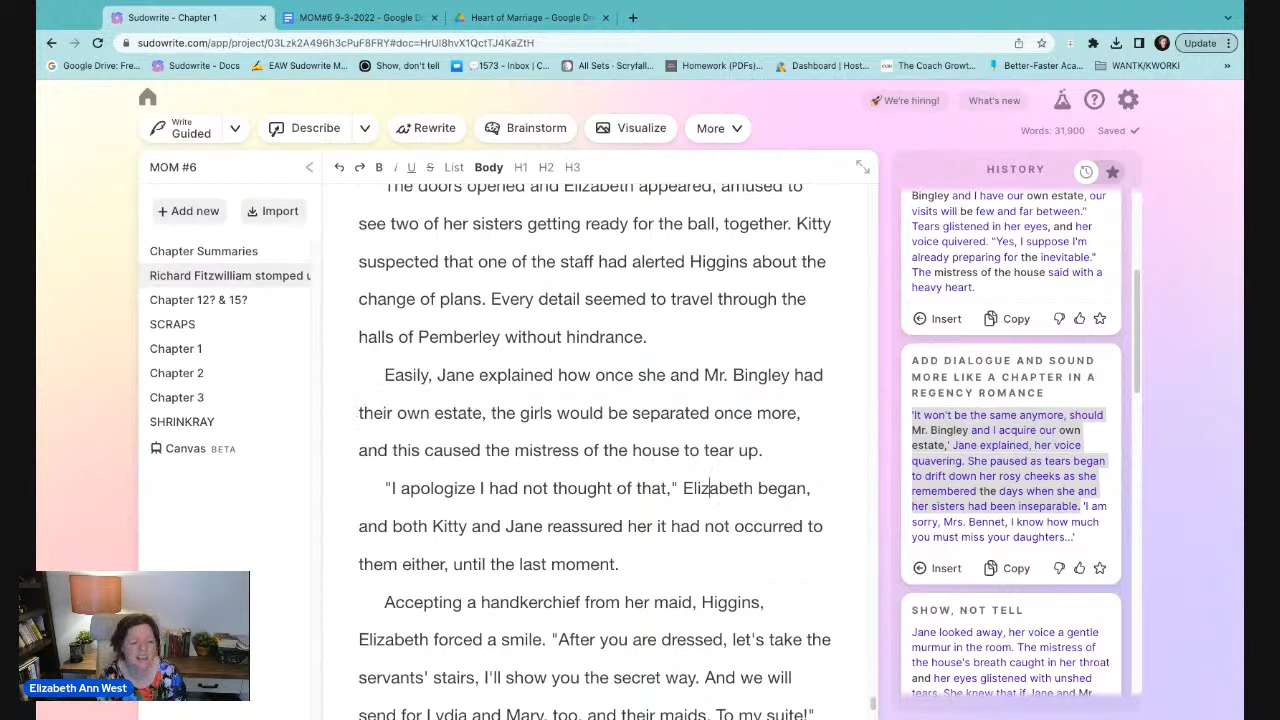 Sudowrite - Chapter 1
MOM#6 9-3-2022 - Google D
Heart of Marriage - Google Dri
sudowrite.com/app/project/03Lzk2A496h3cPuF8FRY#doc=HrUi8hvX1QctTJ4KaZtH
Update
Google Drive: Fre...
Sudowrite - Docs
EAW Sudowrite M...
Show, don't tell
1573 - Inbox | C...
All Sets · Scryfall...
Homework (PDFs)...
Dashboard | Host...
The Coach Growt...
Better-Faster Aca...
WANTK/KWORKI
»
We're hiring!
What's new
Write
Guided
Describe
Rewrite
Brainstorm
Visualize
More
Words: 31,900
Saved
MOM #6
B i U S List Body H1 H2 H3
HISTORY
+ Add new
Import
Chapter Summaries
Richard Fitzwilliam stomped u
Chapter 12? & 15?
SCRAPS
Chapter 1
Chapter 2
Chapter 3
SHRINKRAY
Canvas BETA
The doors opened and Elizabeth appeared, amused to
see two of her sisters getting ready for the ball, together. Kitty
suspected that one of the staff had alerted Higgins about the
change of plans. Every detail seemed to travel through the
halls of Pemberley without hindrance.
Easily, Jane explained how once she and Mr. Bingley had
their own estate, the girls would be separated once more,
and this caused the mistress of the house to tear up.
"I apologize I had not thought of that," Elizabeth began,
and both Kitty and Jane reassured her it had not occurred to
them either, until the last moment.
Accepting a handkerchief from her maid, Higgins,
Elizabeth forced a smile. "After you are dressed, let's take the
servants' stairs, I'll show you the secret way. And we will
send for Lydia and Mary, too, and their maids. To my suite!"
Bingley and I have our own estate, our
visits will be few and far between."
Tears glistened in her eyes, and her
voice quivered. "Yes, I suppose I'm
already preparing for the inevitable."
The mistress of the house said with a
heavy heart.
Insert
Copy
ADD DIALOGUE AND SOUND
MORE LIKE A CHAPTER IN A
REGENCY ROMANCE
'It won't be the same anymore, should
Mr. Bingley and I acquire our own
estate,' Jane explained, her voice
quavering. She paused as tears began
to drift down her rosy cheeks as she
remembered the days when she and
her sisters had been inseparable. 'I am
sorry, Mrs. Bennet, I know how much
you must miss your daughters...'
Insert
Copy
SHOW, NOT TELL
Jane looked away, her voice a gentle
murmur in the room. The mistress of
the house's breath caught in her throat
and her eyes glistened with unshed
tears. She knew that if Jane and Mr.
Elizabeth Ann West